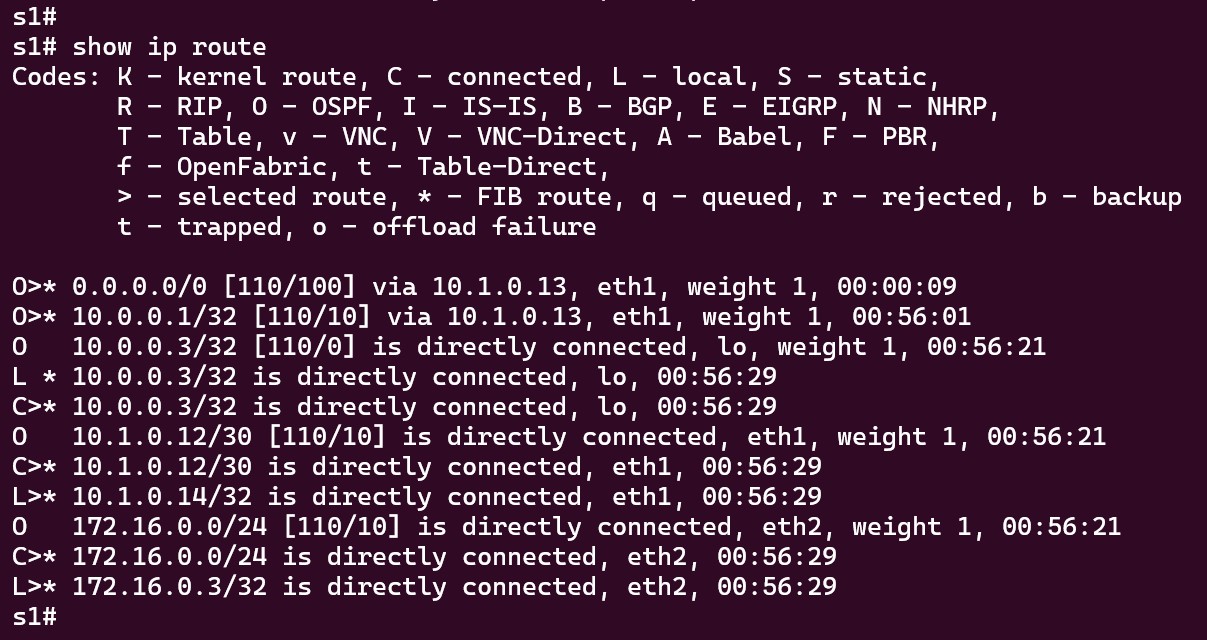 s1#
s1# show ip route
Codes: K - kernel route, C - connected, L - local, S - static,
       R - RIP, O - OSPF, I - IS-IS, B - BGP, E - EIGRP, N - NHRP,
       T - Table, v - VNC, V - VNC-Direct, A - Babel, F - PBR,
       f - OpenFabric, t - Table-Direct,
       > - selected route, * - FIB route, q - queued, r - rejected, b - backup
       t - trapped, o - offload failure

O>* 0.0.0.0/0 [110/100] via 10.1.0.13, eth1, weight 1, 00:00:09
O>* 10.0.0.1/32 [110/10] via 10.1.0.13, eth1, weight 1, 00:56:01
O   10.0.0.3/32 [110/0] is directly connected, lo, weight 1, 00:56:21
L * 10.0.0.3/32 is directly connected, lo, 00:56:29
C>* 10.0.0.3/32 is directly connected, lo, 00:56:29
O   10.1.0.12/30 [110/10] is directly connected, eth1, weight 1, 00:56:21
C>* 10.1.0.12/30 is directly connected, eth1, 00:56:29
L>* 10.1.0.14/32 is directly connected, eth1, 00:56:29
O   172.16.0.0/24 [110/10] is directly connected, eth2, weight 1, 00:56:21
C>* 172.16.0.0/24 is directly connected, eth2, 00:56:29
L>* 172.16.0.3/32 is directly connected, eth2, 00:56:29
s1#